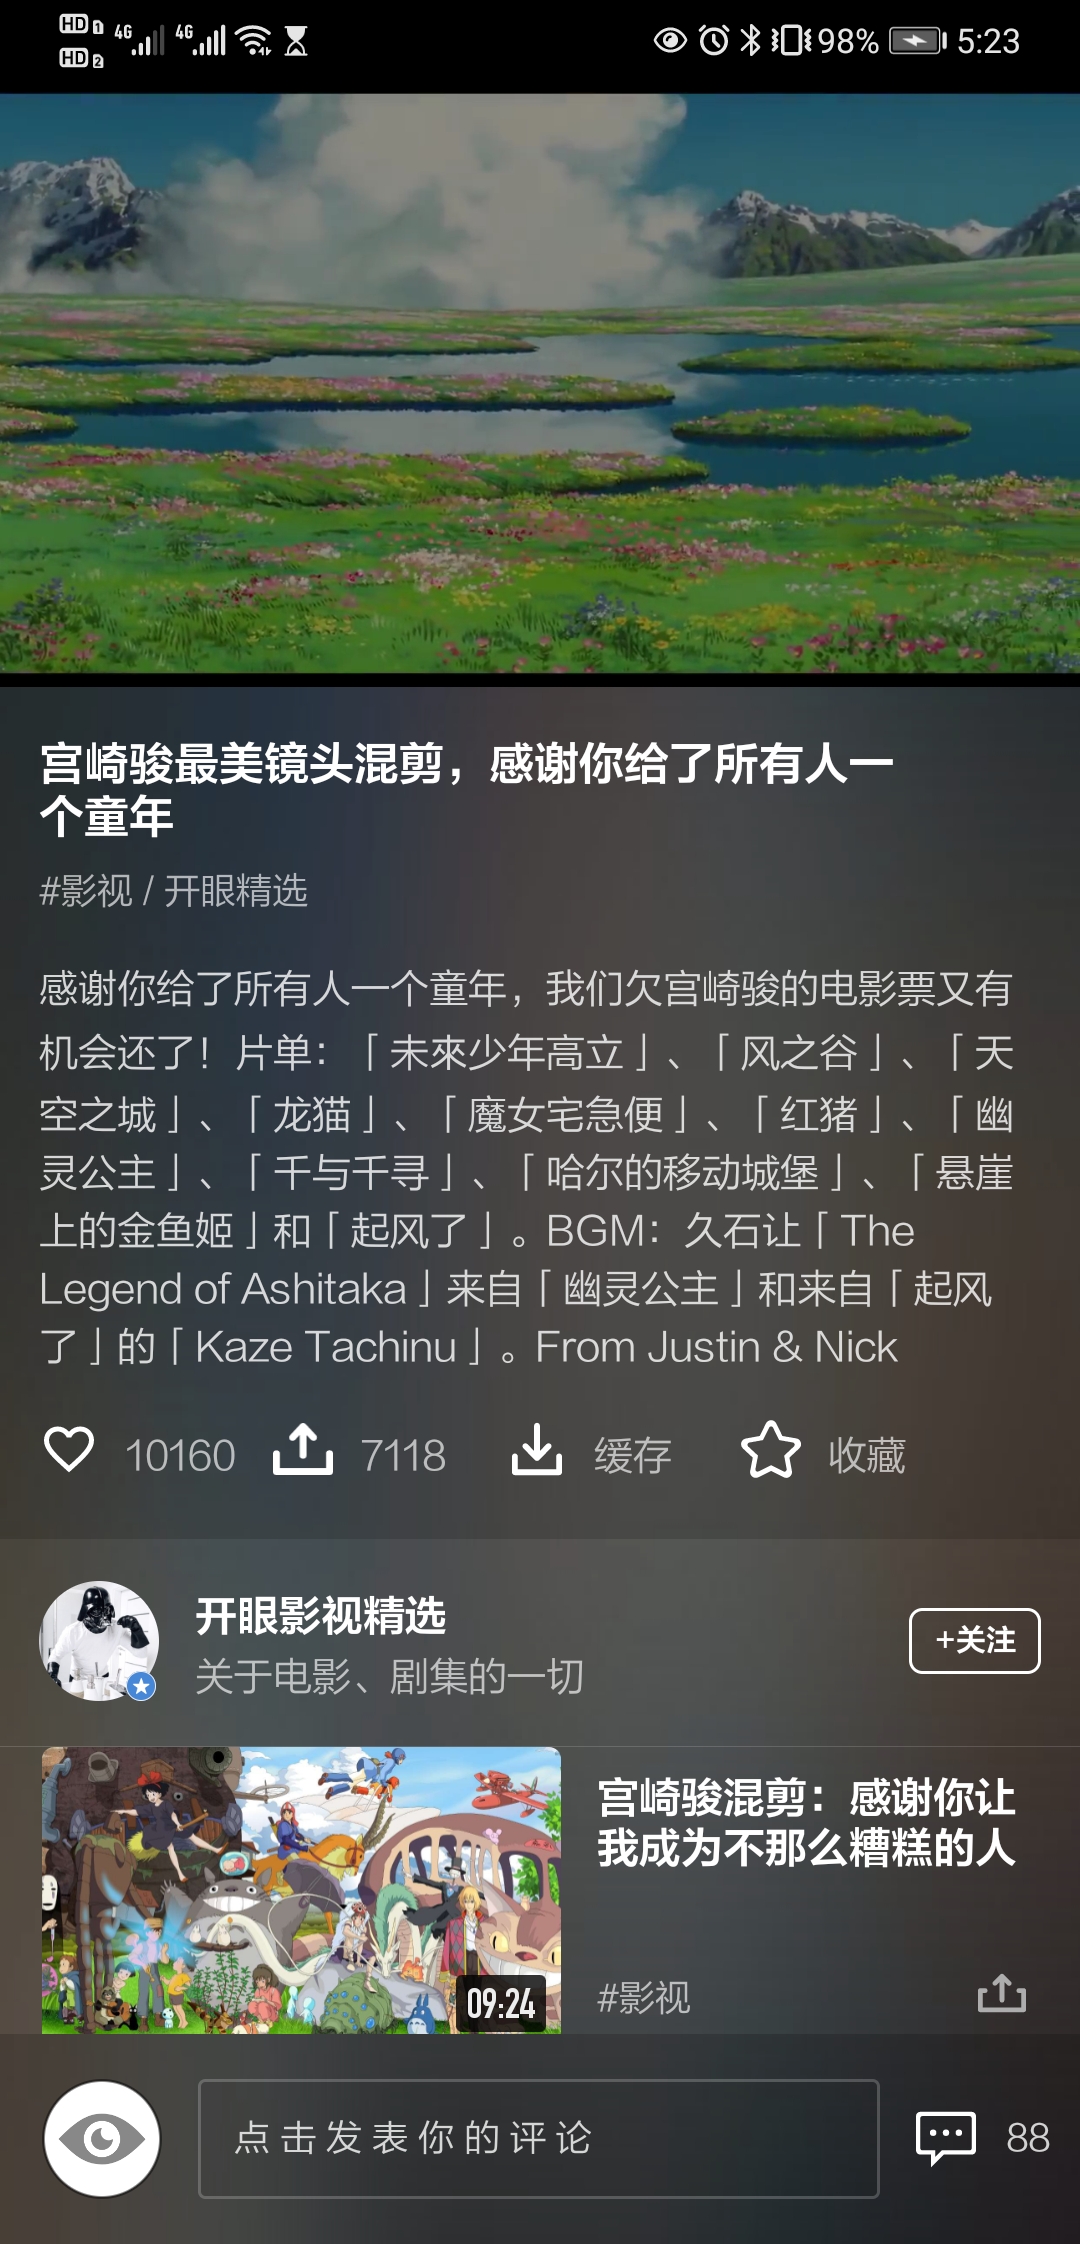 HD 1 4G 4G 98% 5:23
HD 2
宫崎骏最美镜头混剪，感谢你给了所有人一
个童年
#影视 / 开眼精选
感谢你给了所有人一个童年，我们欠宫崎骏的电影票又有
机会还了！片单：「未來少年高立」、「风之谷」、「天
空之城」、「龙猫」、「魔女宅急便」、「红猪」、「幽
灵公主」、「千与千寻」、「哈尔的移动城堡」、「悬崖
上的金鱼姬」和「起风了」。BGM：久石让「The
Legend of Ashitaka」来自「幽灵公主」和来自「起风
了」的「Kaze Tachinu」。From Justin & Nick
10160 7118 缓存 收藏
开眼影视精选
关于电影、剧集的一切
+关注
宫崎骏混剪：感谢你让
我成为不那么糟糕的人
09:24
#影视
点击发表你的评论
88